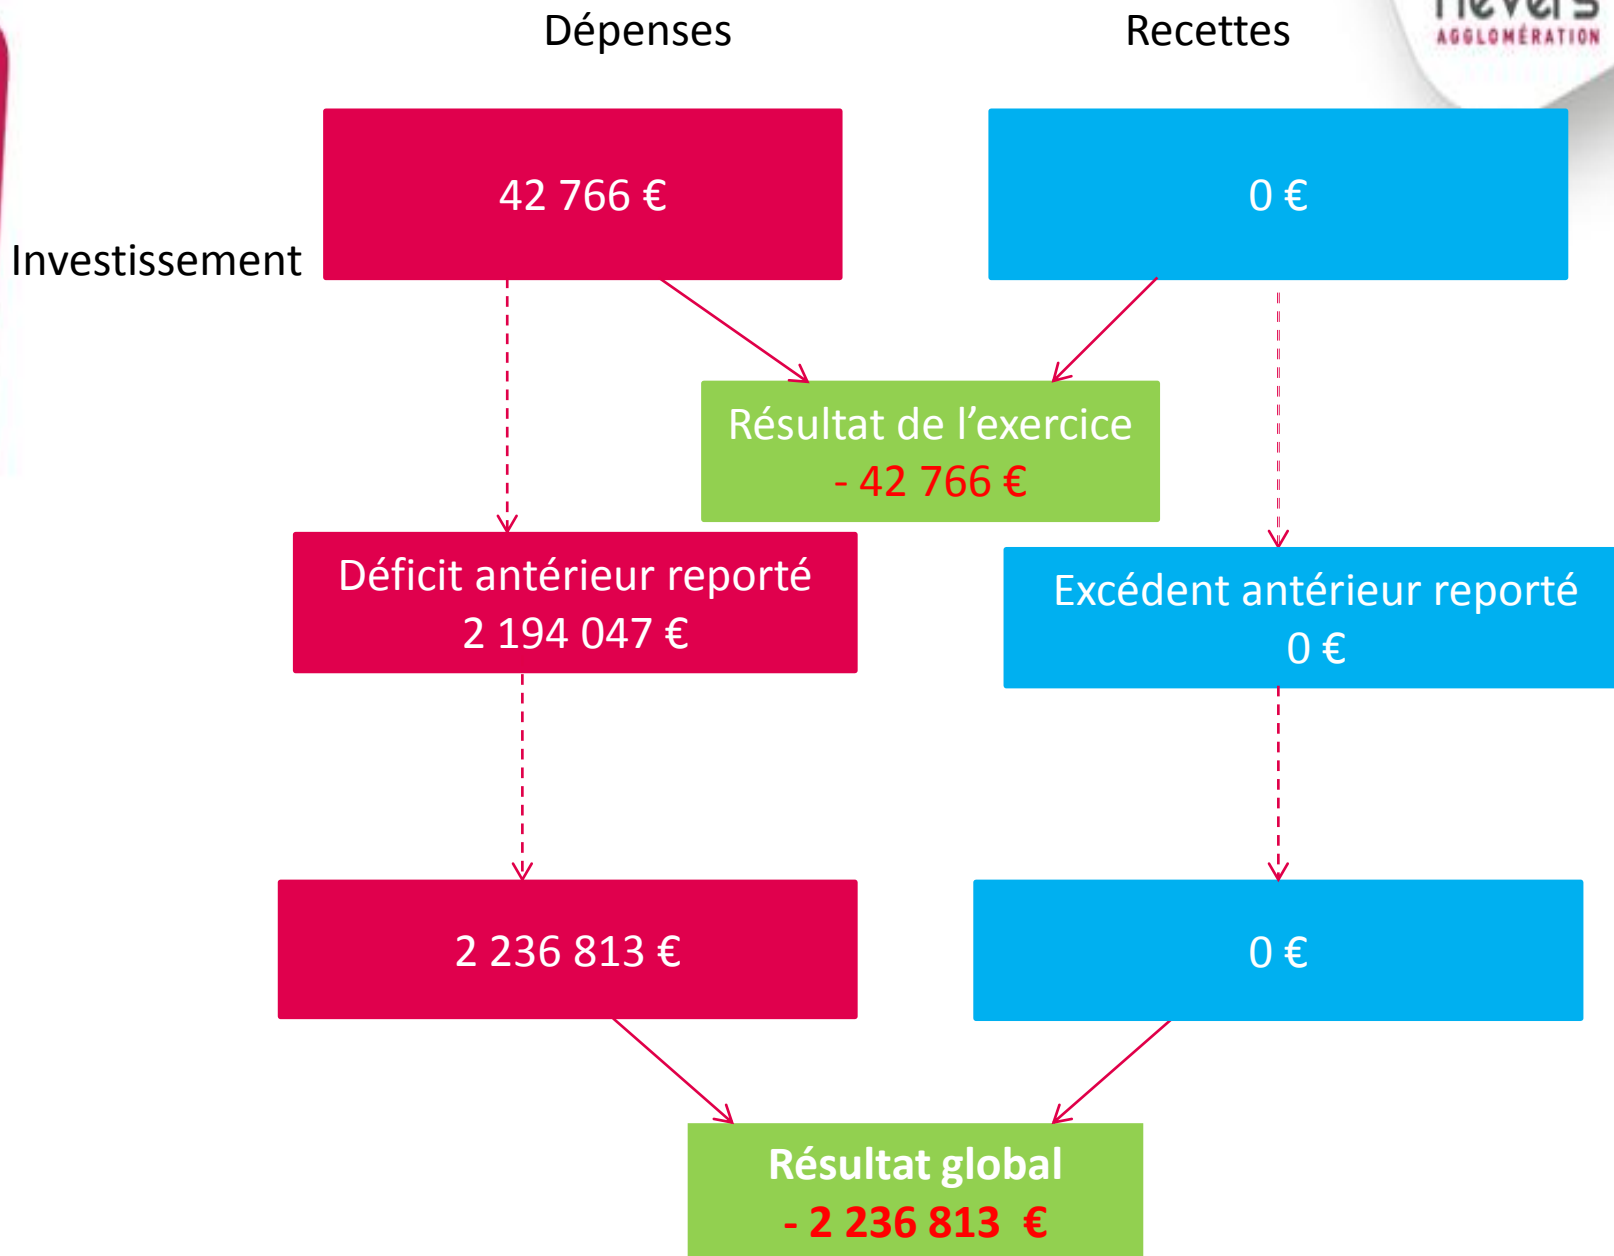 Dépenses
Recettes
nevers
AGGLOMÉRATION
42 766 €
0 €
Investissement
Résultat de l’exercice
- 42 766 €
Déficit antérieur reporté
2 194 047 €
Excédent antérieur reporté
0 €
2 236 813 €
0 €
Résultat global
- 2 236 813 €